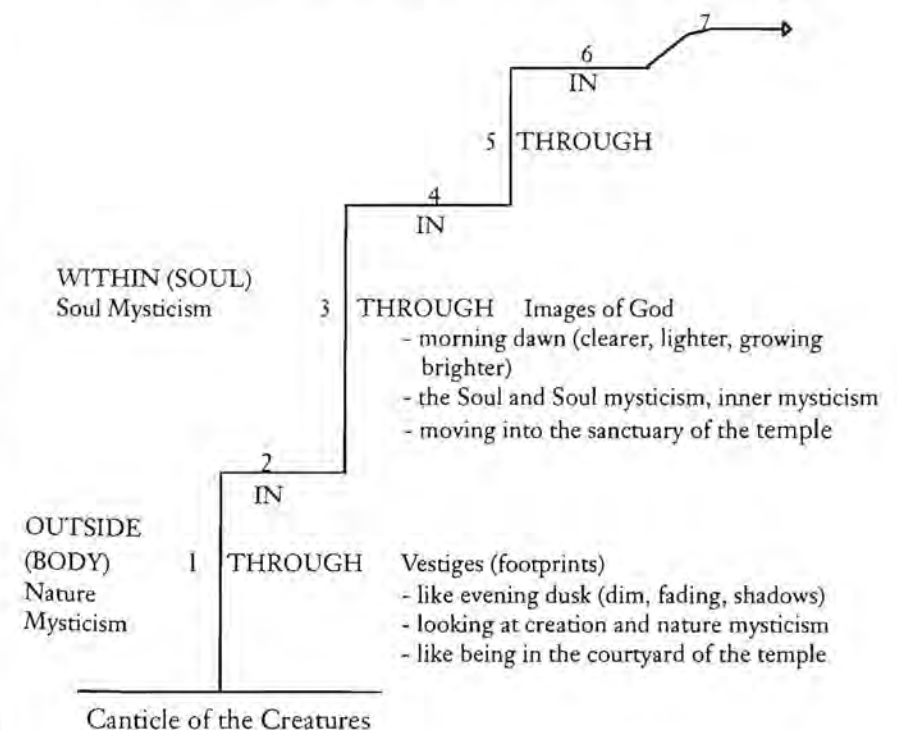 7
6
IN
5 THROUGH
4
IN
WITHIN (SOUL)
Soul Mysticism
3 THROUGH Images of God
- morning dawn (clearer, lighter, growing
brighter)
- the Soul and Soul mysticism, inner mysticism
- moving into the sanctuary of the temple
2
IN
OUTSIDE
(BODY)
Nature
Mysticism
1 THROUGH Vestiges (footprints)
- like evening dusk (dim, fading, shadows)
- looking at creation and nature mysticism
- like being in the courtyard of the temple
Canticle of the Creatures